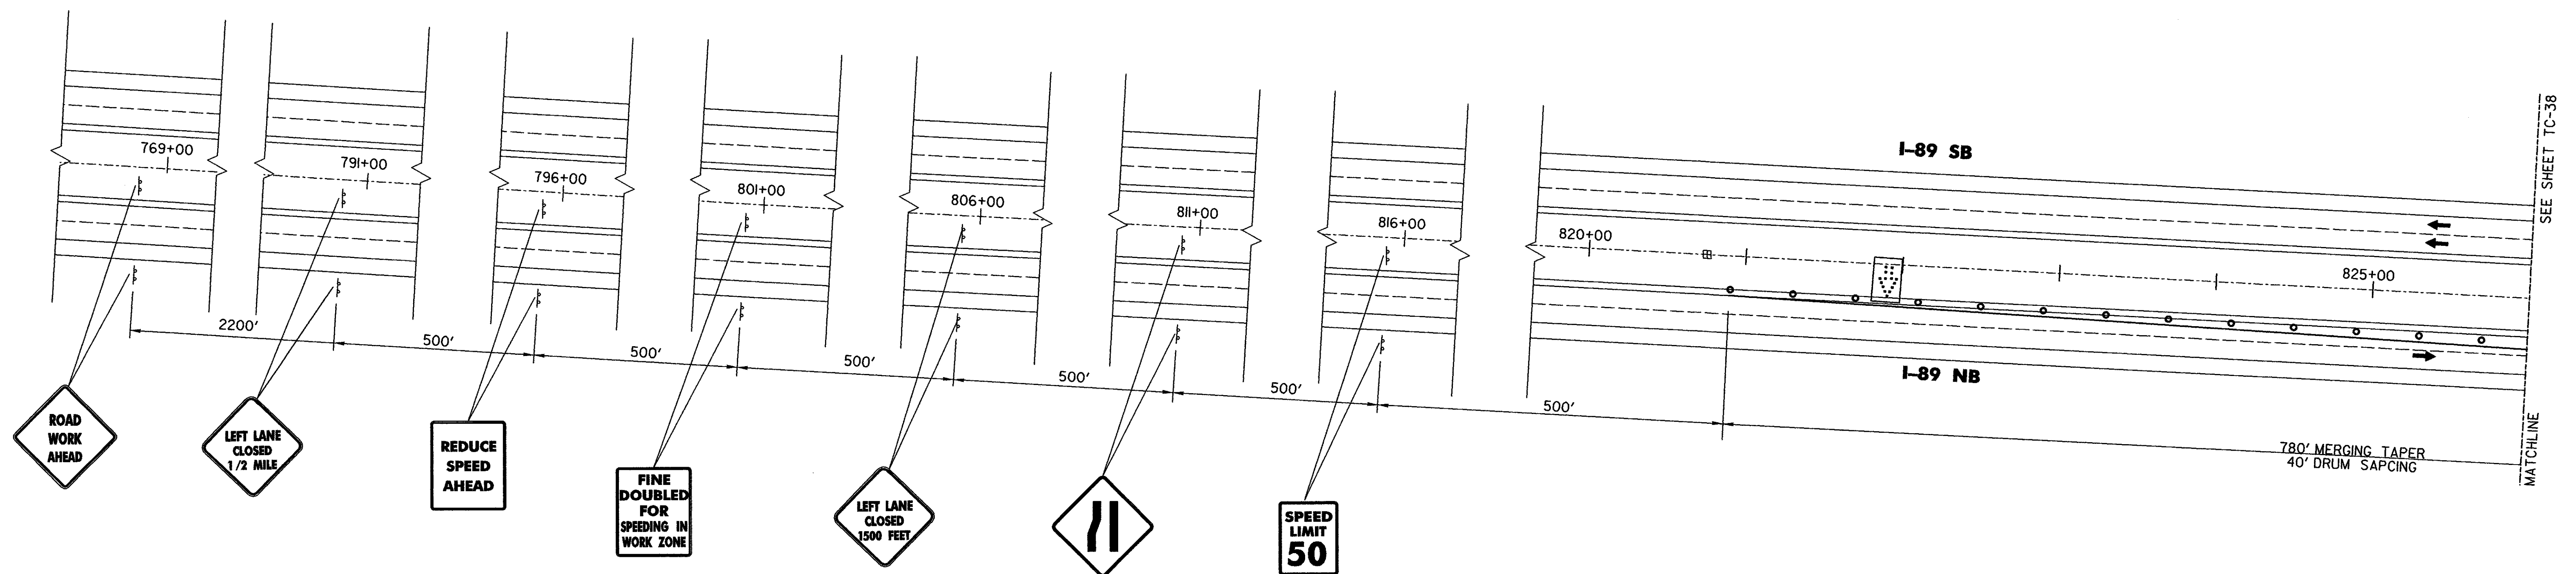 769+00
791+00
796+00
801+00
806+00
811+00
816+00
820+00
825+00
I-89 SB
I-89 NB
SEE SHEET TC-38
MATCHLINE
2200'
500'
500'
500'
500'
500'
500'
780' MERGING TAPER
40' DRUM SAPCING
ROAD
WORK
AHEAD
LEFT LANE
CLOSED
1/2 MILE
REDUCE
SPEED
AHEAD
FINE
DOUBLED
FOR
SPEEDING IN
WORK ZONE
LEFT LANE
CLOSED
1500 FEET
SPEED
LIMIT
50